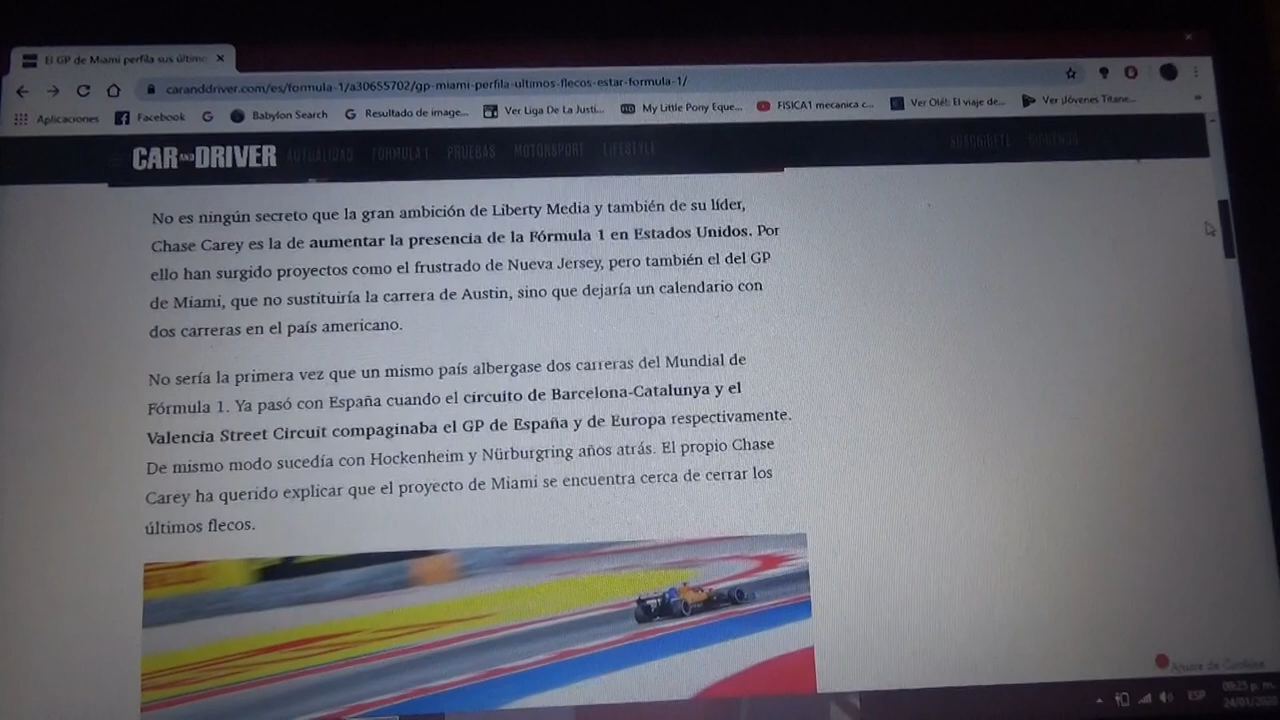 El GP de Miami perfila sus último
caranddriver.com/es/formula-1/a30655702/gp-miami-perfila-ultimos-flecos-estar-formula-1/
Aplicaciones Facebook Babylon Search Resultado de image... Ver Liga De La Justi... My Little Pony Eque... FISICA1 mecanica c... Ver Olé!: El viaje de... Ver ¡Jóvenes Titane...
CAR AND DRIVER ACTUALIDAD FORMULA 1 PRUEBAS MOTORSPORT LIFESTYLE SUSCRÍBETE SÍGUENOS
No es ningún secreto que la gran ambición de Liberty Media y también de su líder,
Chase Carey es la de aumentar la presencia de la Fórmula 1 en Estados Unidos. Por
ello han surgido proyectos como el frustrado de Nueva Jersey, pero también el del GP
de Miami, que no sustituiría la carrera de Austin, sino que dejaría un calendario con
dos carreras en el país americano.
No sería la primera vez que un mismo país albergase dos carreras del Mundial de
Fórmula 1. Ya pasó con España cuando el circuito de Barcelona-Catalunya y el
Valencia Street Circuit compaginaba el GP de España y de Europa respectivamente.
De mismo modo sucedía con Hockenheim y Nürburgring años atrás. El propio Chase
Carey ha querido explicar que el proyecto de Miami se encuentra cerca de cerrar los
últimos flecos.
ESP 09:25 p. m.
24/01/2020